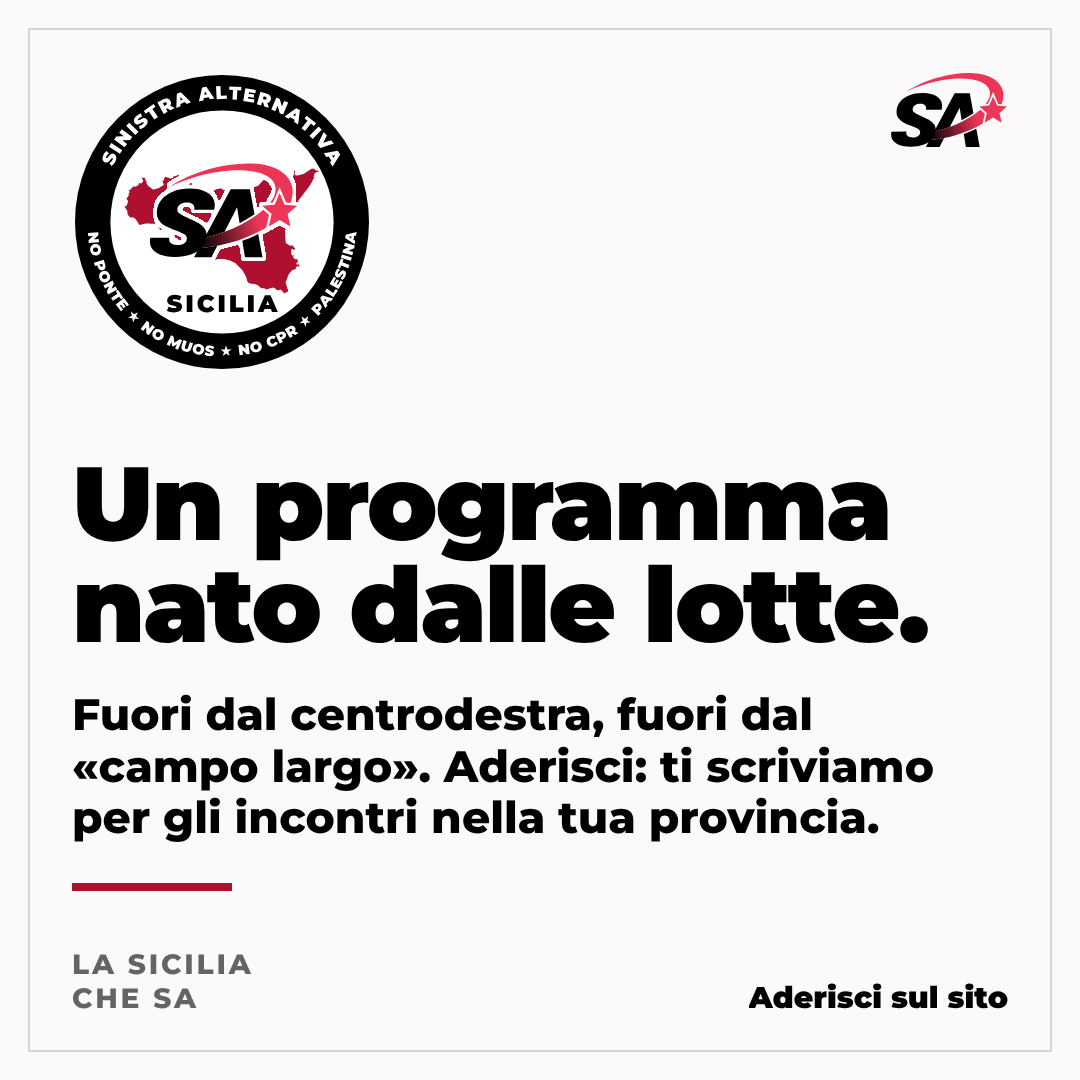 SINISTRA ALTERNATIVA
SA
SICILIA
NO PONTE ★ NO MUOS ★ NO CPR ★ PALESTINA
SA
Un programma
nato dalle lotte.
Fuori dal centrodestra, fuori dal
«campo largo». Aderisci: ti scriviamo
per gli incontri nella tua provincia.
LA SICILIA
CHE SA
Aderisci sul sito